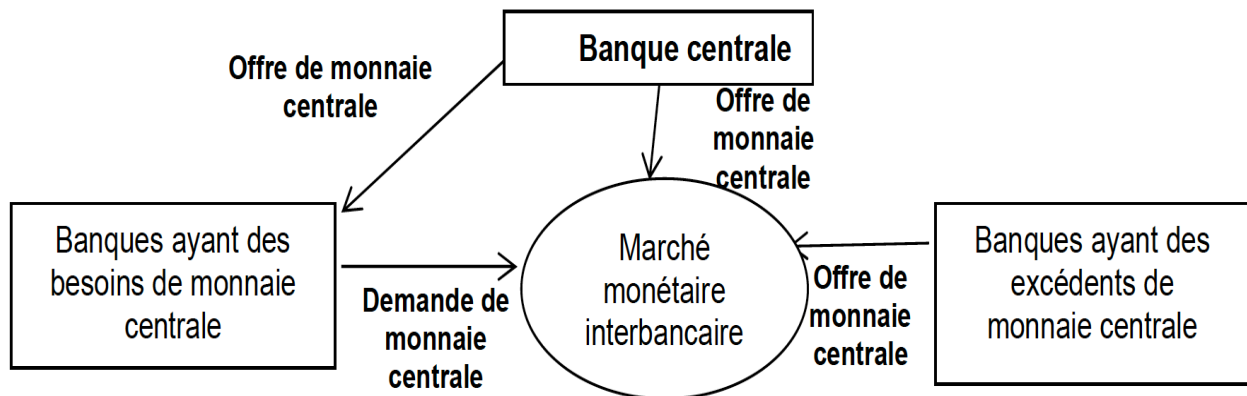 Banque centrale
Offre de monnaie
centrale
Offre de
monnaie
centrale
Banques ayant des
besoins de monnaie
centrale
Demande de
monnaie
centrale
Marché
monétaire
interbancaire
Offre de
monnaie
centrale
Banques ayant des
excédents de
monnaie centrale